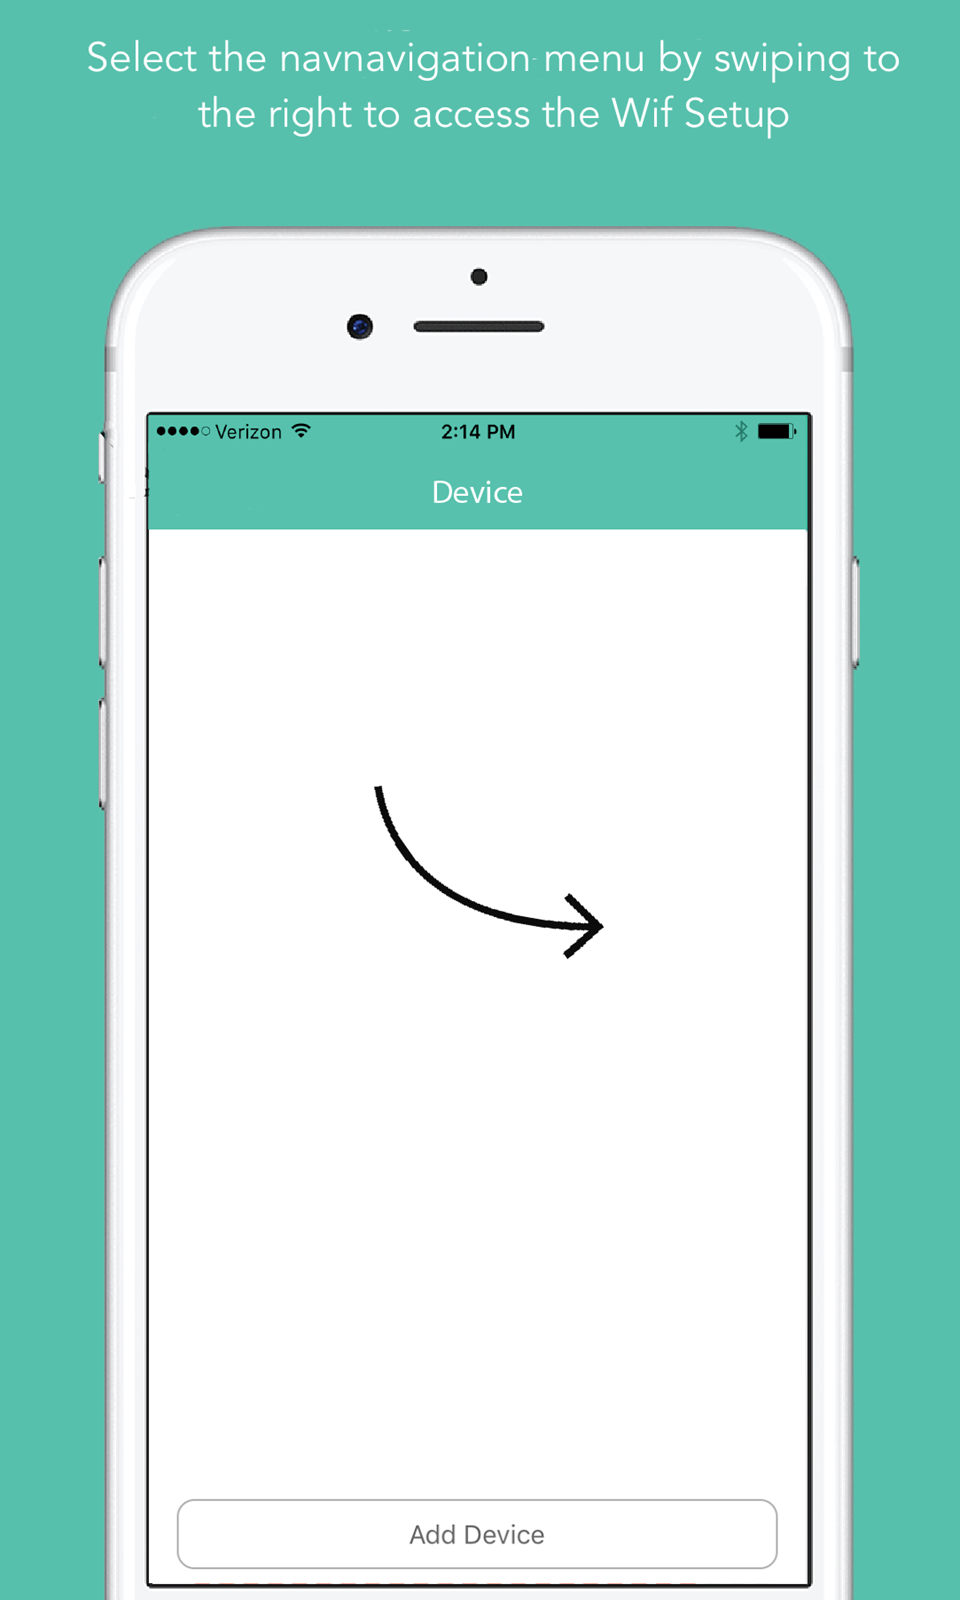 Select the navnavigation menu by swiping to
the right to access the Wif Setup
Verizon 2:14 PM
Device
Add Device